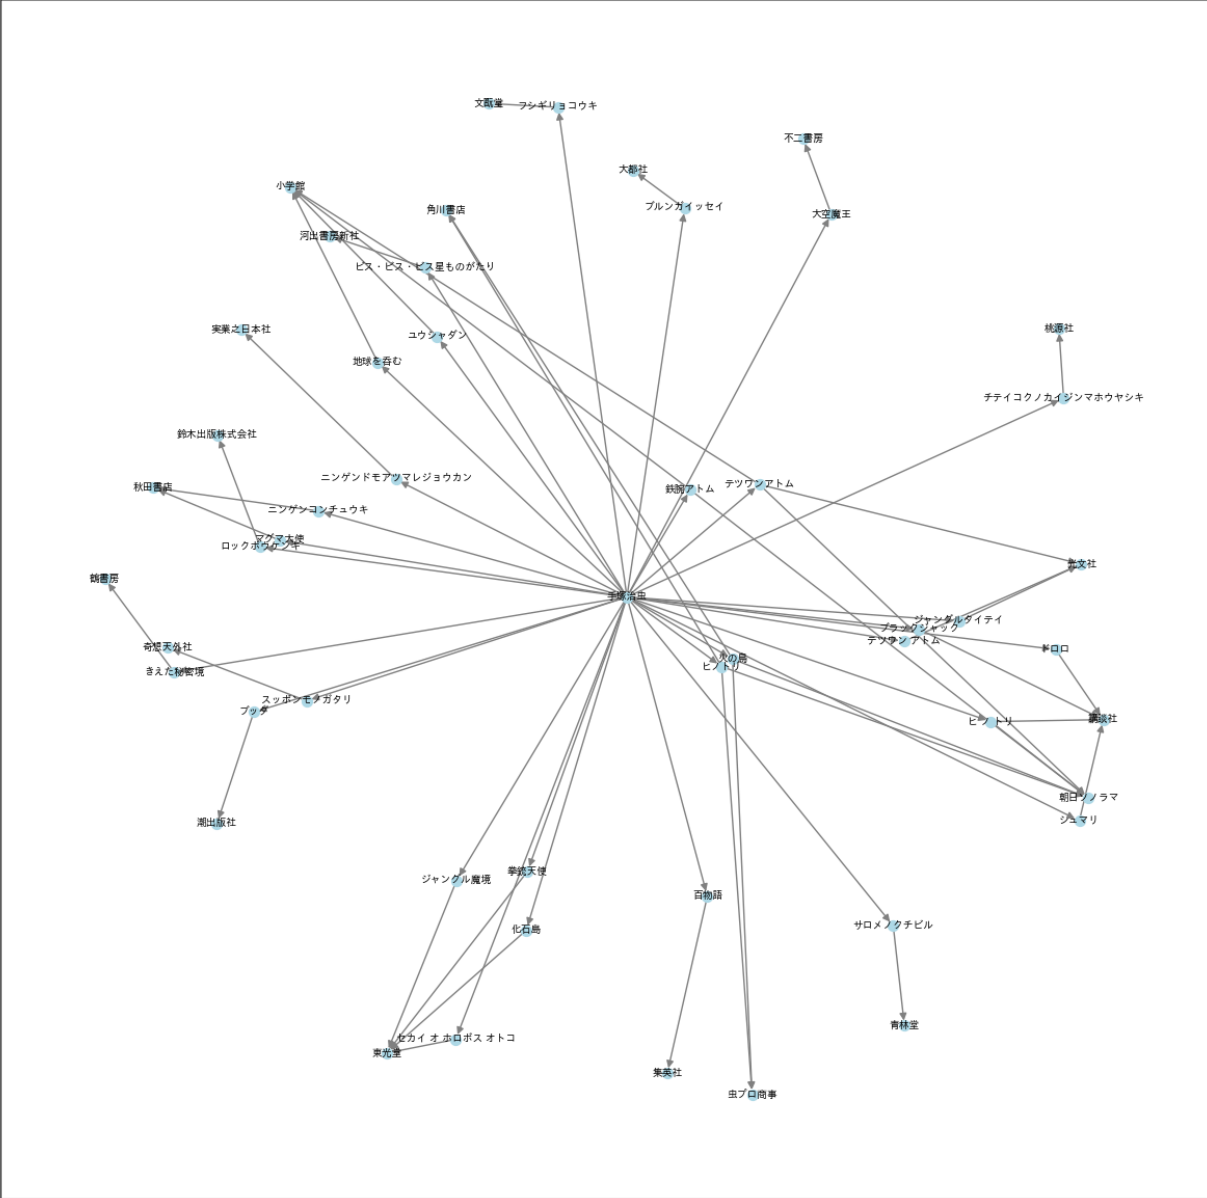 文歐堂
フシギリョコウキ
不二書房
大都社
小学館
ブルンガイッセイ
角川書店
大空魔王
河出書房新社
ピス・ピス・ピス星ものがたり
実業之日本社
桃源社
ユウシャダン
地球を呑む
チテイコクノカイジンマホウヤシキ
鈴木出版株式会社
ニンゲンドモアツマレジョウカン
テツワンアトム
秋田書店
鉄腕アトム
ニンゲンコンチュウキ
マグマ大使
ロックボウケンキ
光文社
鶴書房
手塚治虫
ジャングルタイテイ
ブラックジャック
テツワン アトム
奇想天外社
ドロロ
火の鳥
ヒノトリ
きえた秘密境
スッポンモノガタリ
ブッダ
講談社
ヒノ トリ
朝日ソノラマ
潮出版社
シュマリ
拳銃天使
ジャングル魔境
百物語
サロメノクチビル
化石島
青林堂
セカイ オ ホロボス オトコ
東光堂
集英社
虫プロ商事